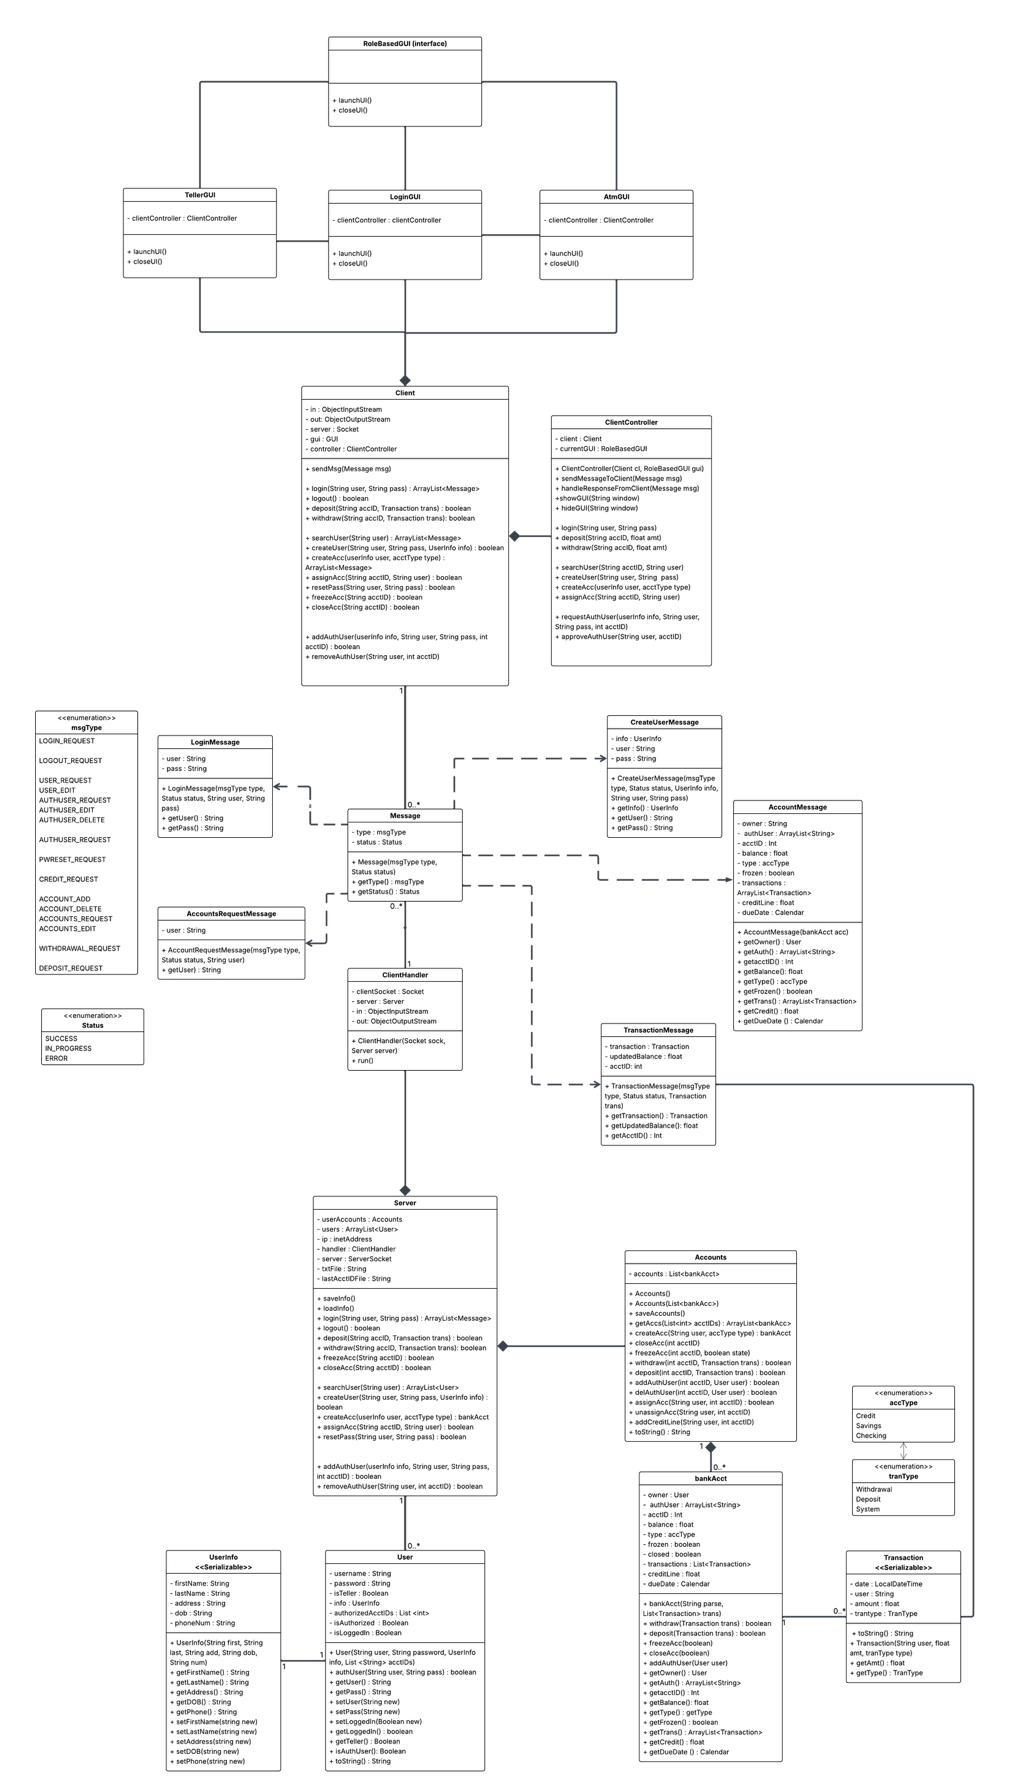 RoleBasedGUI (interface)
+ launchUI()
+ closeUI()
TellerGUI
- clientController : ClientController
+ launchUI()
+ closeUI()
LoginGUI
- clientController : clientController
+ launchUI()
+ closeUI()
AtmGUI
- clientController : ClientController
+ launchUI()
+ closeUI()
Client
- in : ObjectInputStream
- out: ObjectOutputStream
- server : Socket
- gui : GUI
- controller : ClientController
+ sendMsg(Message msg)
+ login(String user, String pass) : ArrayList<Message>
+ logout() : boolean
+ deposit(String accID, Transaction trans) : boolean
+ withdraw(String accID, Transaction trans): boolean
+ searchUser(String user) : ArrayList<Message>
+ createUser(String user, String pass, UserInfo info) : boolean
+ createAcc(userInfo user, acctType type) :
ArrayList<Message>
+ assignAcc(String acctID, String user) : boolean
+ resetPass(String user, String pass) : boolean
+ freezeAcc(String acctID) : boolean
+ closeAcc(String acctID) : boolean
+ addAuthUser(userInfo info, String user, String pass, int
acctID) : boolean
+ removeAuthUser(String user, int acctID)
1
ClientController
- client : Client
- currentGUI : RoleBasedGUI
+ ClientController(Client cl, RoleBasedGUI gui)
+ sendMessageToClient(Message msg)
+ handleResponseFromClient(Message msg)
+showGUI(String window)
+ hideGUI(String window)
+ login(String user, String pass)
+ deposit(String accID, float amt)
+ withdraw(String accID, float amt)
+ searchUser(String acctID, String user)
+ createUser(String user, String  pass)
+ createAcc(userInfo user, acctType type)
+ assignAcc(String acctID, String user)
+ requestAuthUser(userInfo info, String user,
String pass, int acctID)
+ approveAuthUser(String user, acctID)
<<enumeration>>
msgType
LOGIN_REQUEST
LOGOUT_REQUEST
USER_REQUEST
USER_EDIT
AUTHUSER_REQUEST
AUTHUSER_EDIT
AUTHUSER_DELETE
AUTHUSER_REQUEST
PWRESET_REQUEST
CREDIT_REQUEST
ACCOUNT_ADD
ACCOUNT_DELETE
ACCOUNTS_REQUEST
ACCOUNTS_EDIT
WITHDRAWAL_REQUEST
DEPOSIT_REQUEST
<<enumeration>>
Status
SUCCESS
IN_PROGRESS
ERROR
LoginMessage
- user : String
- pass : String
+ LoginMessage(msgType type,
Status status, String user, String
pass)
+ getUser() : String
+ getPass() : String
0..*
Message
- type : msgType
- status : Status
+ Message(msgType type,
Status status)
+ getType() : msgType
+ getStatus() : Status
0..*
AccountsRequestMessage
- user : String
+ AccountRequestMessage(msgType type,
Status status, String user)
+ getUser) : String
CreateUserMessage
- info : UserInfo
- user : String
- pass : String
+ CreateUserMessage(msgType
type, Status status, UserInfo info,
String user, String pass)
+ getInfo() : UserInfo
+ getUser() : String
+ getPass() : String
AccountMessage
- owner : String
-  authUser : ArrayList<String>
- acctID : Int
- balance : float
- type : accType
- frozen : boolean
- transactions :
ArrayList<Transaction>
- creditLine : float
- dueDate : Calendar
+ AccountMessage(bankAcct acc)
+ getOwner() : User
+ getAuth() : ArrayList<String>
+ getacctID() : Int
+ getBalance(): float
+ getType() : accType
+ getFrozen() : boolean
+ getTrans() : ArrayList<Transaction>
+ getCredit() : float
+ getDueDate () : Calendar
1
ClientHandler
- clientSocket : Socket
- server : Server
- in : ObjectInputStream
- out: ObjectOutputStream
+ ClientHandler(Socket sock,
Server server)
+ run()
TransactionMessage
- transaction : Transaction
- updatedBalance : float
- acctID: int
+ TransactionMessage(msgType
type, Status status, Transaction
trans)
+ getTransaction() : Transaction
+ getUpdatedBalance(): float
+ getAcctID() : Int
Server
- userAccounts : Accounts
- users : ArrayList<User>
- ip : inetAddress
- handler : ClientHandler
- server : ServerSocket
- txtFile : String
- lastAcctIDFile : String
+ saveInfo()
+ loadInfo()
+ login(String user, String pass) : ArrayList<Message>
+ logout() : boolean
+ deposit(String accID, Transaction trans) : boolean
+ withdraw(String accID, Transaction trans): boolean
+ freezeAcc(String acctID) : boolean
+ closeAcc(String acctID) : boolean
+ searchUser(String user) : ArrayList<User>
+ createUser(String user, String pass, UserInfo info) :
boolean
+ createAcc(userInfo user, acctType type) : bankAcct
+ assignAcc(String acctID, String user) : boolean
+ resetPass(String user, String pass) : boolean
+ addAuthUser(userInfo info, String user, String pass,
int acctID) : boolean
+ removeAuthUser(String user, int acctID) : boolean
1
Accounts
- accounts : List<bankAcct>
+ Accounts()
+ Accounts(List<bankAcc>)
+ saveAccounts()
+ getAccs(List<int> acctIDs) : ArrayList<bankAcc>
+ createAcc(String user, accType type) : bankAcct
+ closeAcc(int acctID)
+ freezeAcc(int acctID, boolean state)
+ withdraw(int acctID, Transaction trans) : boolean
+ deposit(int acctID, Transaction trans) : boolean
+ addAuthUser(int acctID, User user) : boolean
+ delAuthUser(int acctID, User user) : boolean
+ assignAcc(String user, int acctID) : boolean
+ unassignAcc(String user, int acctID)
+ addCreditLine(String user, int acctID)
+ toString() : String
1
0..*
<<enumeration>>
accType
Credit
Savings
Checking
<<enumeration>>
tranType
Withdrawal
Deposit
System
bankAcct
- owner : User
-  authUser : ArrayList<String>
- acctID : Int
- balance : float
- type : accType
- frozen : boolean
- closed : boolean
- transactions : List<Transaction>
- creditLine : float
- dueDate : Calendar
+ bankAcct(String parse,
List<Transaction> trans)
+ withdraw(Transaction trans) : boolean
+ deposit(Transaction trans) : boolean
+ freezeAcc(boolean)
+ closeAcc(boolean)
+ addAuthUser(User user)
+ getOwner() : User
+ getAuth() : ArrayList<String>
+ getacctID() : Int
+ getBalance(): float
+ getType() : getType
+ getFrozen() : boolean
+ getTrans() : ArrayList<Transaction>
+ getCredit() : float
+ getDueDate () : Calendar
1
0..*
Transaction
<<Serializable>>
- date : LocalDateTime
- user : String
- amount : float
- trantype : TranType
+ toString() : String
+ Transaction(String user, float
amt, tranType type)
+ getAmt() : float
+ getType() : TranType
UserInfo
<<Serializable>>
- firstName: String
- lastName : String
- address : String
- dob : String
- phoneNum : String
+ UserInfo(String first, String
last, String add, String dob,
String num)
+ getFirstName() : String
+ getLastName() : String
+ getAddress() : String
+ getDOB() : String
+ getPhone() : String
+ setFirstName(string new)
+ setLastName(string new)
+ setAddress(string new)
+ setDOB(string new)
+ setPhone(string new)
1
1
0..*
User
- username : String
- password : String
- isTeller : Boolean
- info : UserInfo
- authorizedAcctIDs : List <int>
- isAuthorized  : Boolean
- isLoggedIn : Boolean
+ User(String user, String password, UserInfo
info, List <String> acctIDs)
+ authUser(String user, String pass) : boolean
+ getUser() : String
+ getPass() : String
+ setUser(String new)
+ setPass(String new)
+ setLoggedIn(Boolean new)
+ getLoggedIn() : boolean
+ getTeller() : Boolean
+ isAuthUser(): Boolean
+ toString() : String